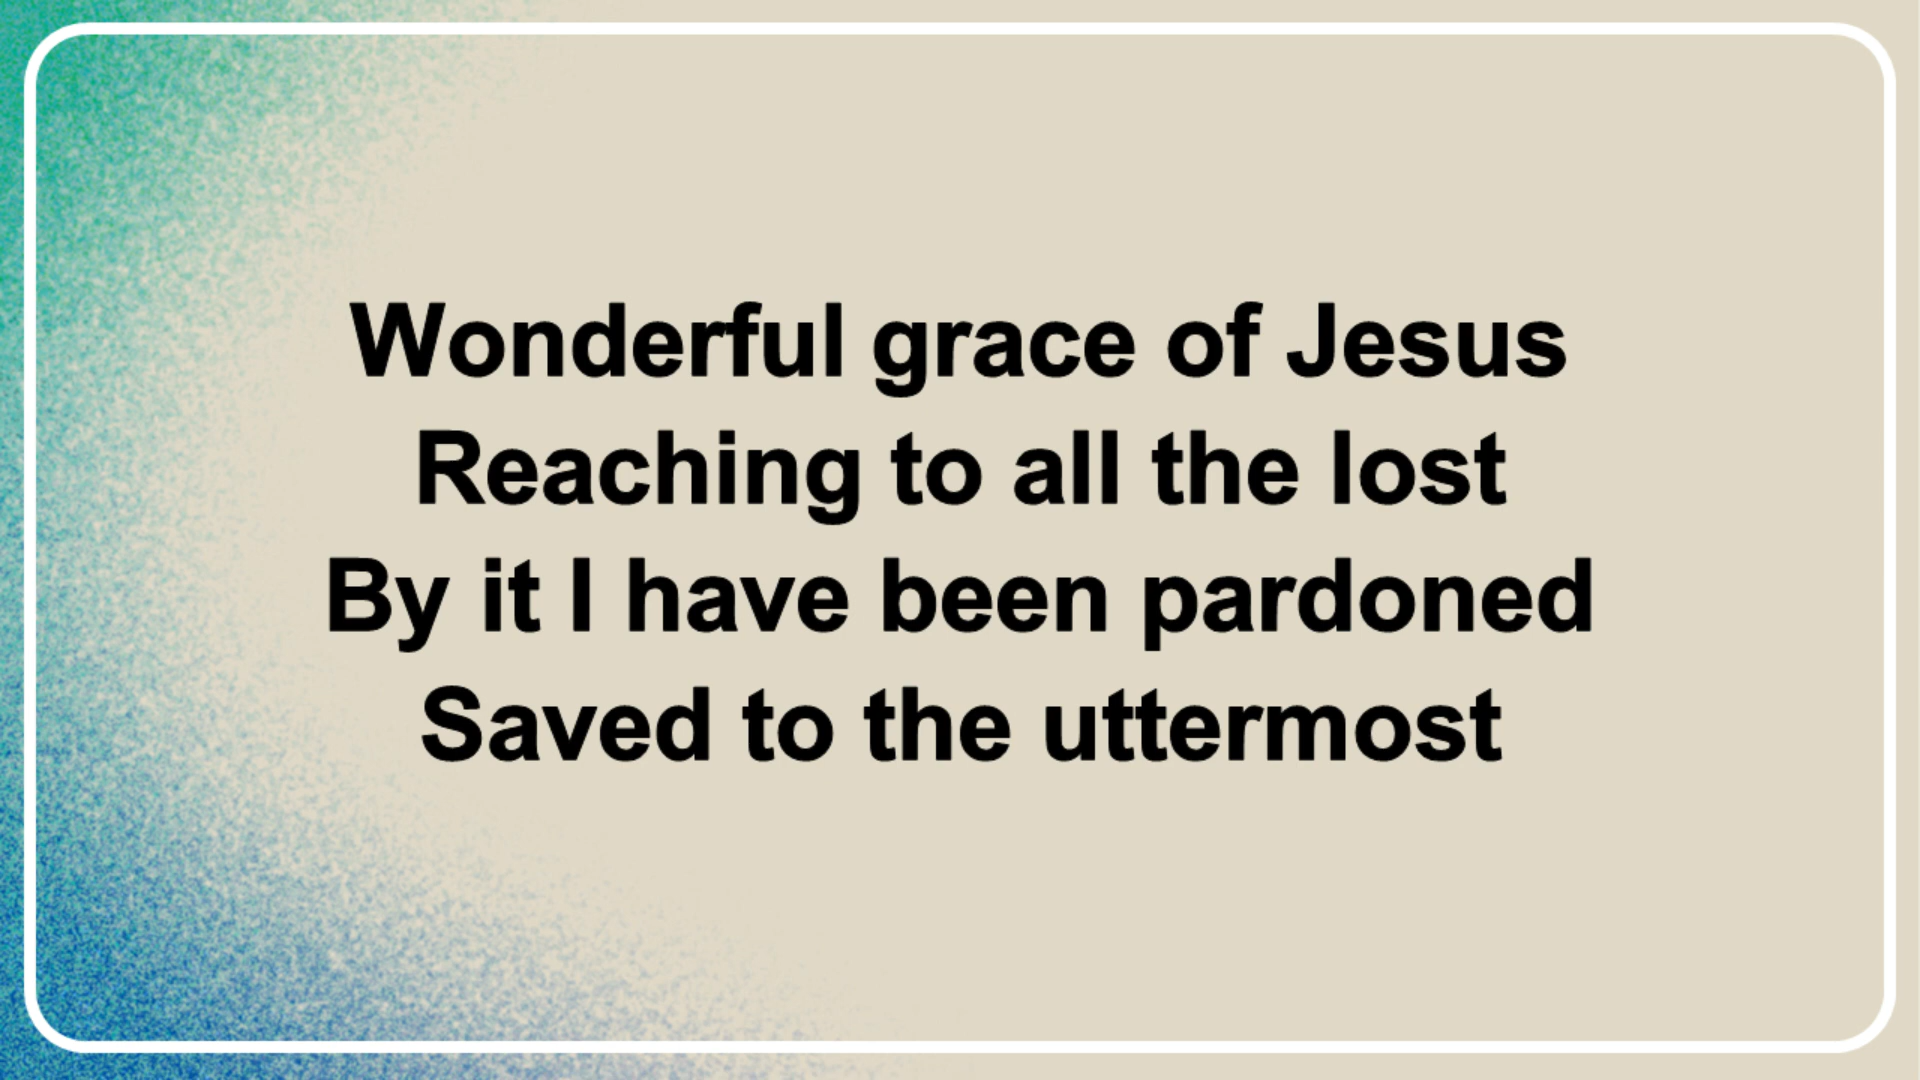 Wonderful grace of Jesus
Reaching to all the lost
By it I have been pardoned
Saved to the uttermost